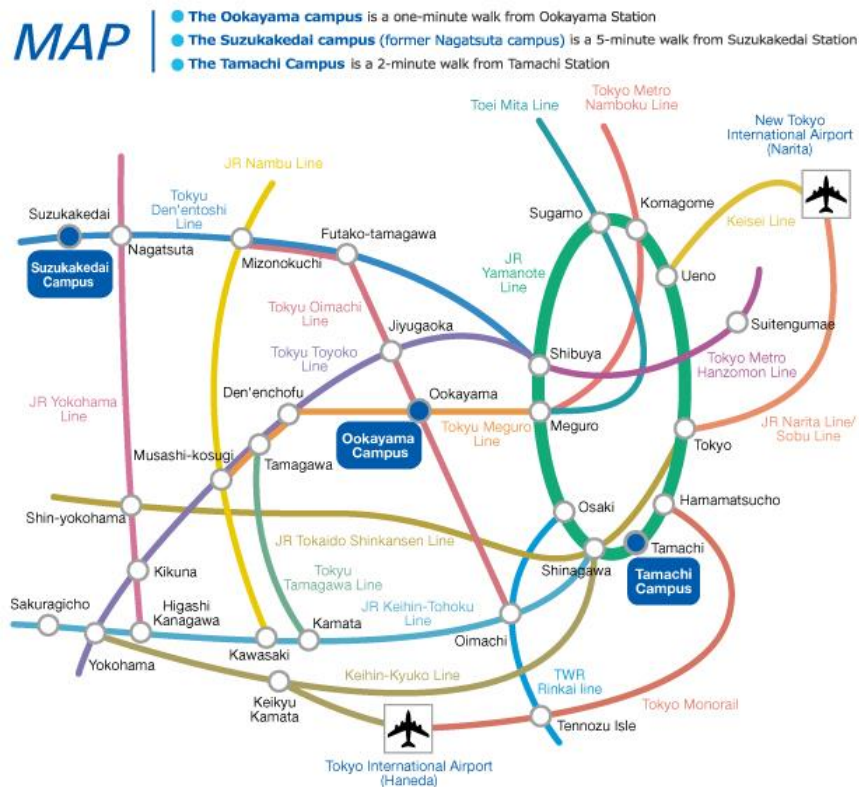 MAP
The Ookayama campus is a one-minute walk from Ookayama Station
The Suzukakedai campus (former Nagatsuta campus) is a 5-minute walk from Suzukakedai Station
The Tamachi Campus is a 2-minute walk from Tamachi Station
Tokyo Metro
Namboku Line
Toei Mita Line
New Tokyo
International Airport
(Narita)
JR Nambu Line
Tokyu
Den'entoshi
Line
Suzukakedai
Futako-tamagawa
Sugamo
Komagome
Keisei Line
Nagatsuta
Mizonokuchi
Suzukakedai
Campus
JR
Yamanote
Line
Ueno
Tokyu Oimachi
Line
Jiyugaoka
Suitengumae
Tokyu Toyoko
Line
Shibuya
Tokyo Metro
Hanzomon Line
Den'enchofu
Ookayama
JR Yokohama
Line
Ookayama
Campus
Tokyu Meguro
Line
Meguro
Tokyo
JR Narita Line/
Sobu Line
Musashi-kosugi
Tamagawa
Shin-yokohama
Osaki
Hamamatsucho
JR Tokaido Shinkansen Line
Tamachi
Kikuna
Tokyu
Tamagawa Line
Shinagawa
Tamachi
Campus
Sakuragicho
Higashi
Kanagawa
Kamata
JR Keihin-Tohoku
Line
Oimachi
Yokohama
Kawasaki
Keihin-Kyuko Line
TWR
Rinkai line
Keikyu
Kamata
Tokyo Monorail
Tennozu Isle
Tokyo International Airport
(Haneda)